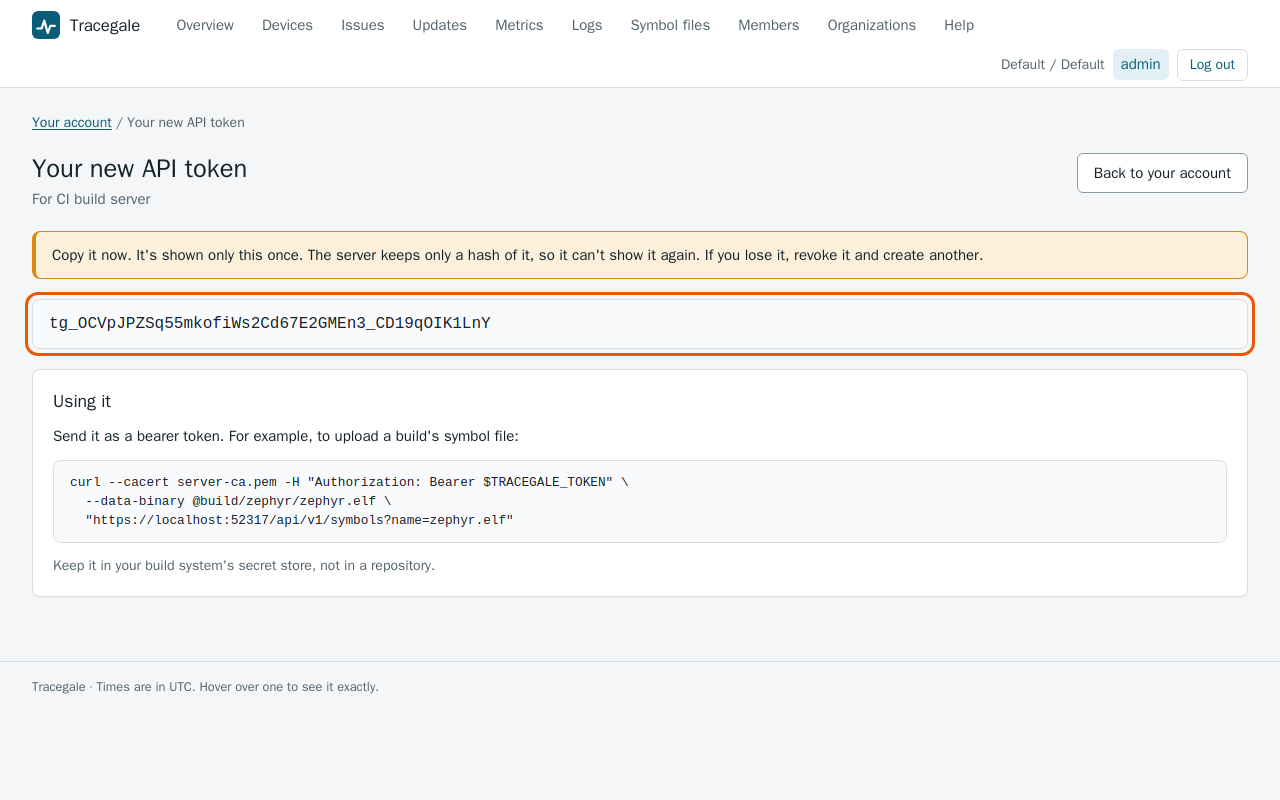 Tracegale Overview Devices Issues Updates Metrics Logs Symbol files Members Organizations Help
Default / Default admin Log out
Your account / Your new API token
Your new API token
Back to your account
For CI build server
Copy it now. It's shown only this once. The server keeps only a hash of it, so it can't show it again. If you lose it, revoke it and create another.
tg_OCVpJPZSq55mkofiWs2Cd67E2GMEn3_CD19qOIK1LnY
Using it
Send it as a bearer token. For example, to upload a build's symbol file:
curl --cacert server-ca.pem -H "Authorization: Bearer $TRACEGALE_TOKEN" \
  --data-binary @build/zephyr/zephyr.elf \
  "https://localhost:52317/api/v1/symbols?name=zephyr.elf"
Keep it in your build system's secret store, not in a repository.
Tracegale · Times are in UTC. Hover over one to see it exactly.